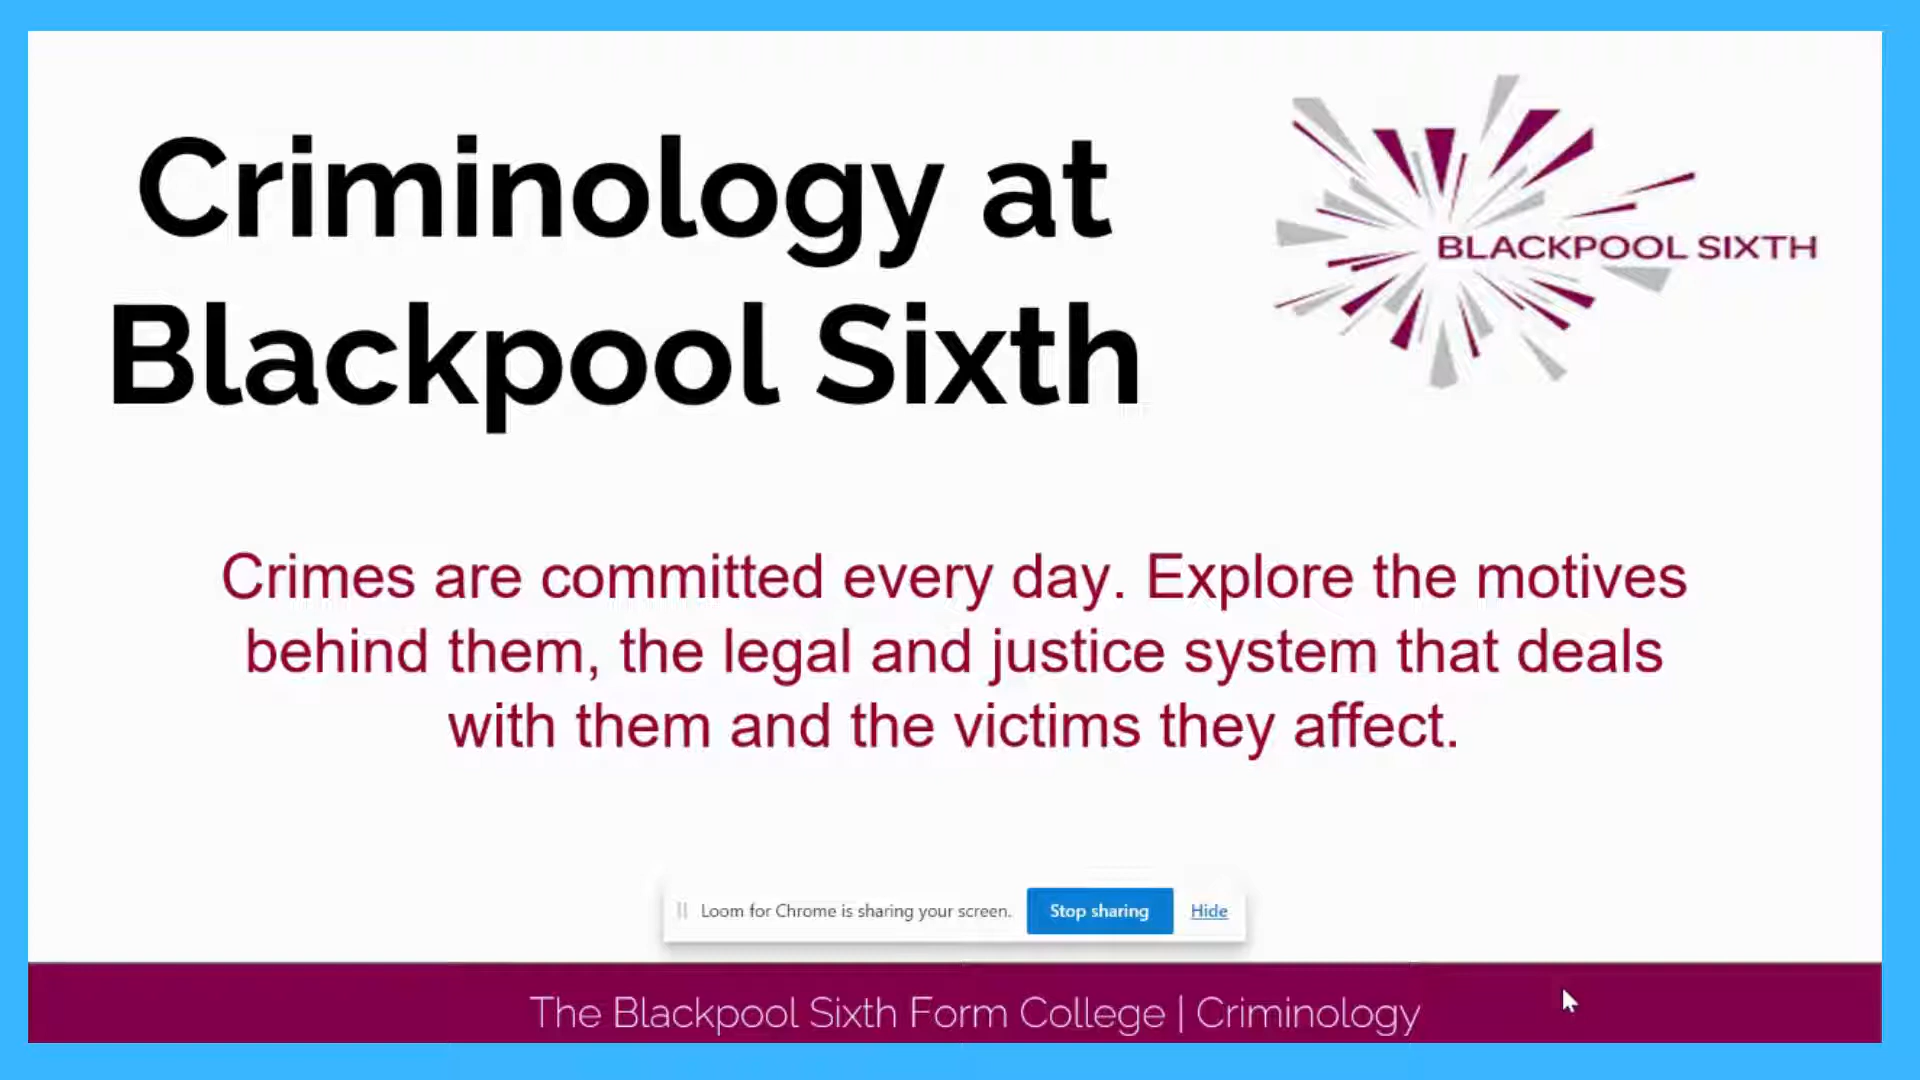 Criminology at
Blackpool Sixth
BLACKPOOL SIXTH
Crimes are committed every day. Explore the motives
behind them, the legal and justice system that deals
with them and the victims they affect.
Loom for Chrome is sharing your screen. Stop sharing Hide
The Blackpool Sixth Form College | Criminology